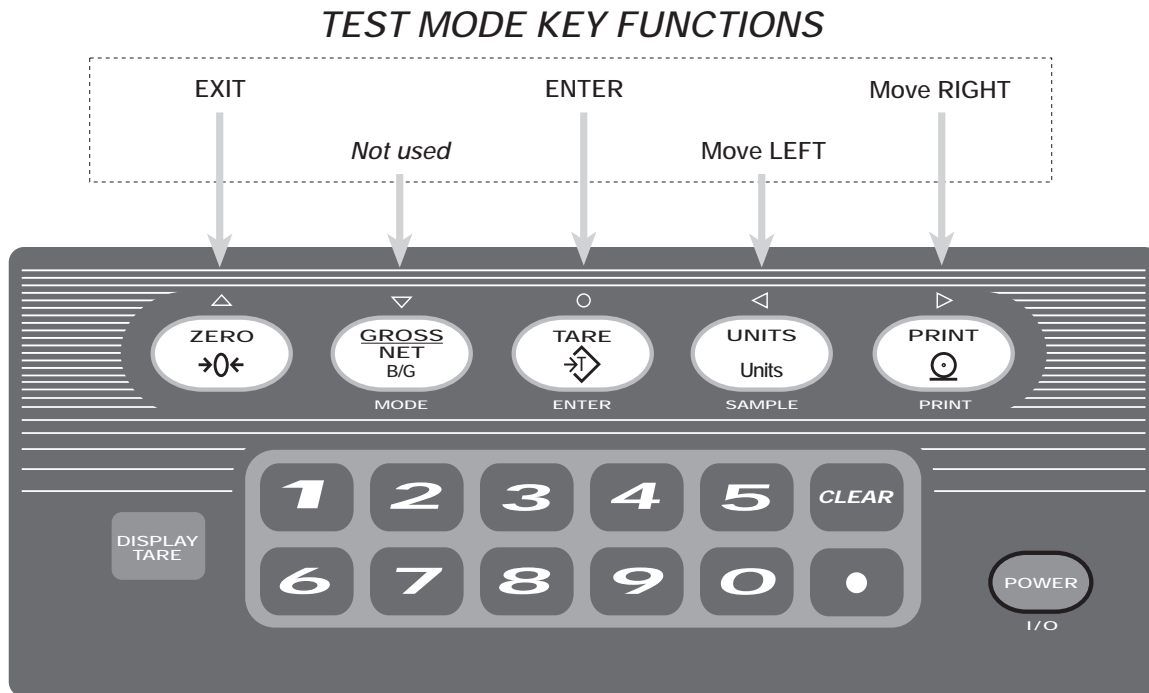 TEST MODE KEY FUNCTIONS
EXIT
ENTER
Move RIGHT
Not used
Move LEFT
ZERO
→0←
GROSS
NET
B/G
TARE
T
UNITS
Units
PRINT
MODE
ENTER
SAMPLE
PRINT
1 2 3 4 5 CLEAR
DISPLAY
TARE
6 7 8 9 0 .
POWER
I/O